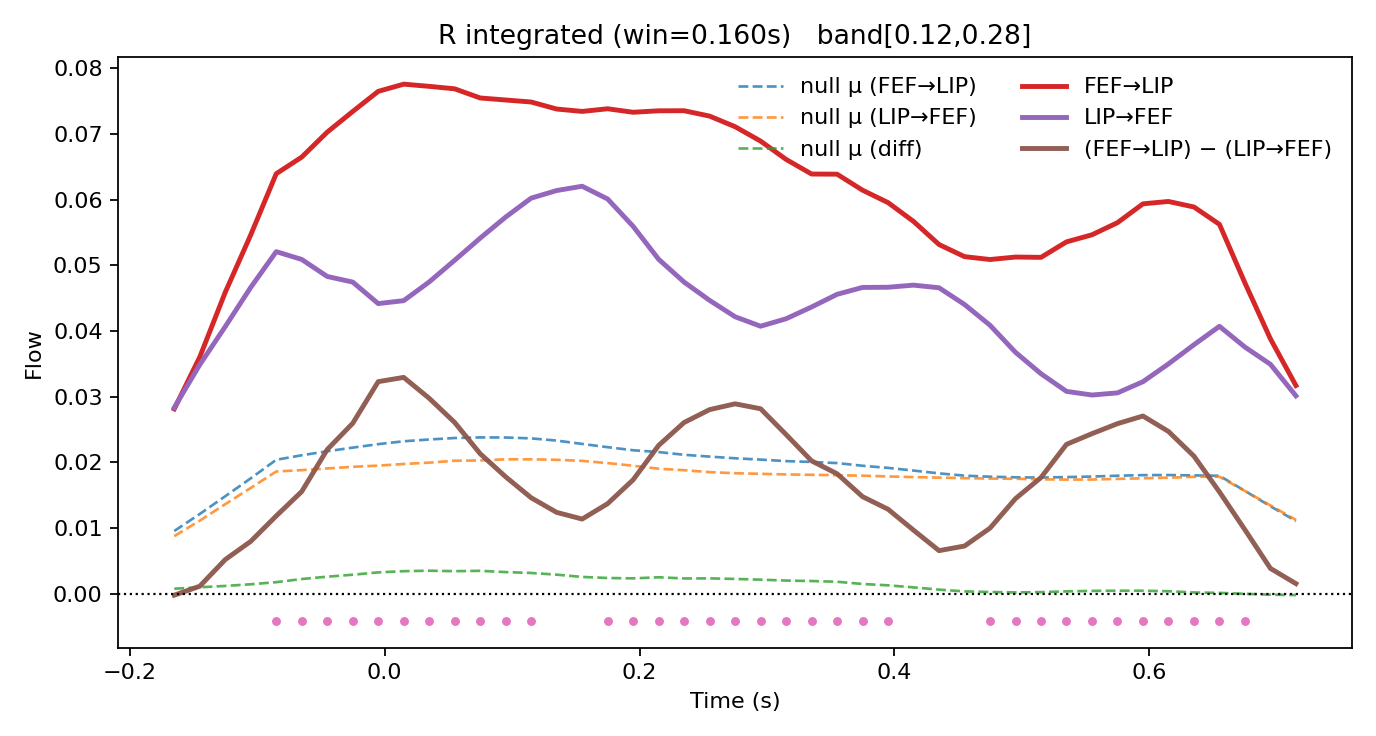 R integrated (win=0.160s)   band[0.12,0.28]
null μ (FEF→LIP)
null μ (LIP→FEF)
null μ (diff)
FEF→LIP
LIP→FEF
(FEF→LIP) − (LIP→FEF)
Flow
0.08
0.07
0.06
0.05
0.04
0.03
0.02
0.01
0.00
−0.2 0.0 0.2 0.4 0.6
Time (s)